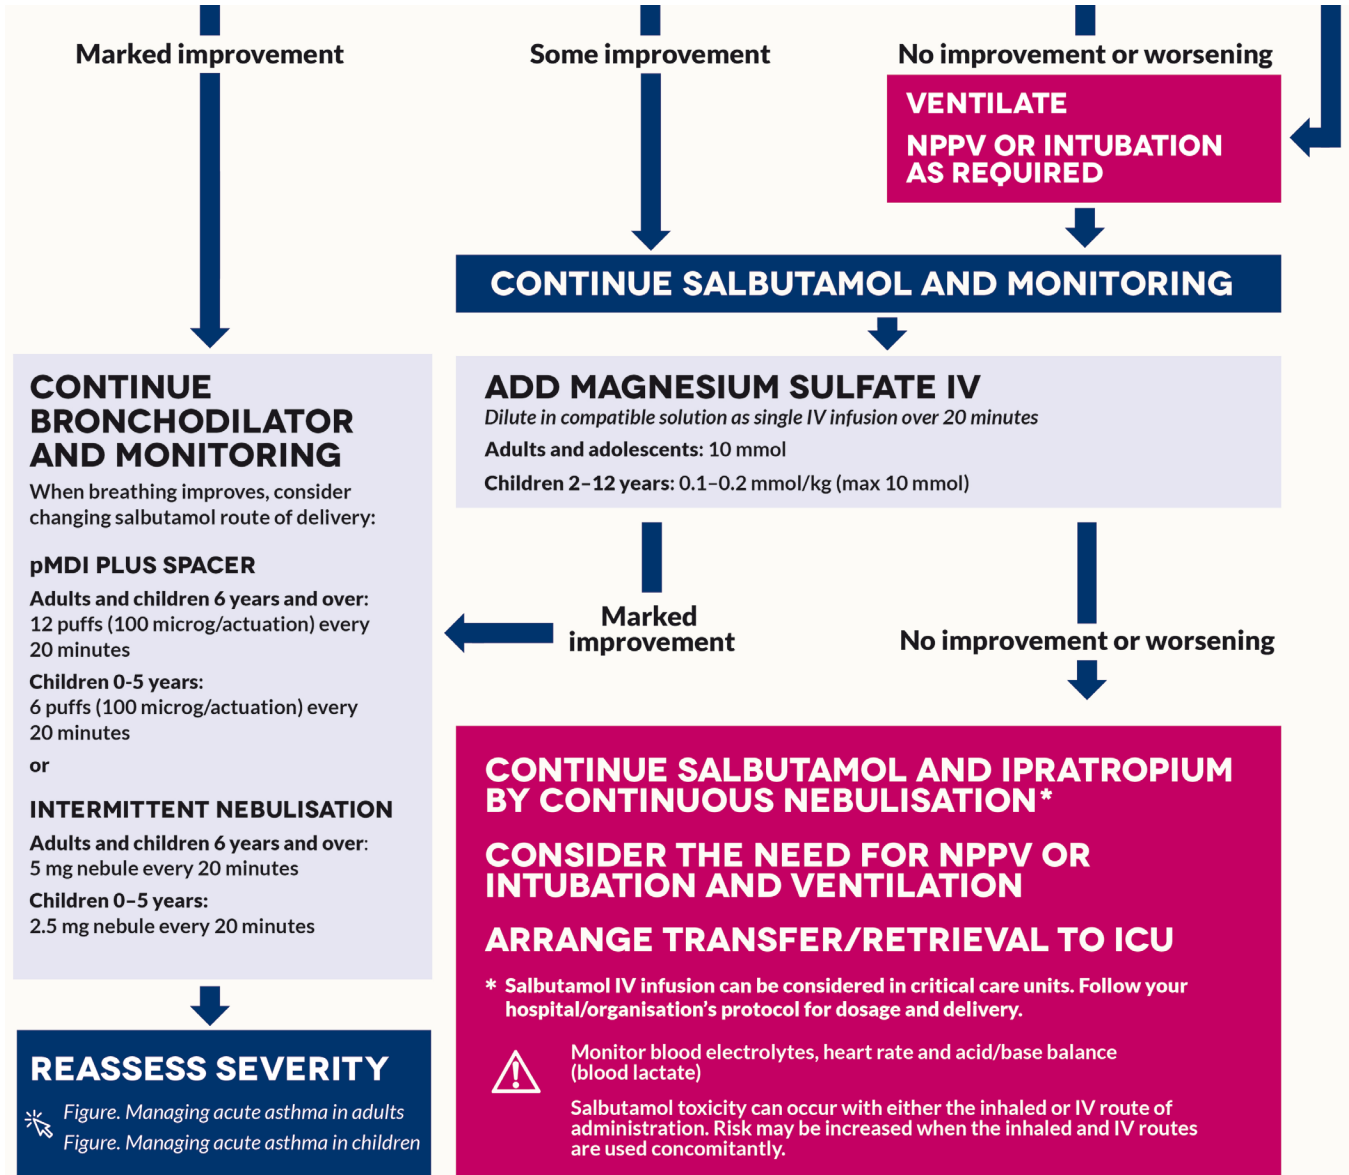 Marked improvement
Some improvement
No improvement or worsening
VENTILATE
NPPV OR INTUBATION
AS REQUIRED
CONTINUE SALBUTAMOL AND MONITORING
CONTINUE
BRONCHODILATOR
AND MONITORING
When breathing improves, consider
changing salbutamol route of delivery:
pMDI PLUS SPACER
Adults and children 6 years and over:
12 puffs (100 microg/actuation) every
20 minutes
Children 0-5 years:
6 puffs (100 microg/actuation) every
20 minutes
or
INTERMITTENT NEBULISATION
Adults and children 6 years and over:
5 mg nebule every 20 minutes
Children 0–5 years:
2.5 mg nebule every 20 minutes
ADD MAGNESIUM SULFATE IV
Dilute in compatible solution as single IV infusion over 20 minutes
Adults and adolescents: 10 mmol
Children 2–12 years: 0.1–0.2 mmol/kg (max 10 mmol)
Marked
improvement
No improvement or worsening
CONTINUE SALBUTAMOL AND IPRATROPIUM
BY CONTINUOUS NEBULISATION*
CONSIDER THE NEED FOR NPPV OR
INTUBATION AND VENTILATION
ARRANGE TRANSFER/RETRIEVAL TO ICU
* Salbutamol IV infusion can be considered in critical care units. Follow your
hospital/organisation’s protocol for dosage and delivery.
Monitor blood electrolytes, heart rate and acid/base balance
(blood lactate)
Salbutamol toxicity can occur with either the inhaled or IV route of
administration. Risk may be increased when the inhaled and IV routes
are used concomitantly.
REASSESS SEVERITY
Figure. Managing acute asthma in adults
Figure. Managing acute asthma in children